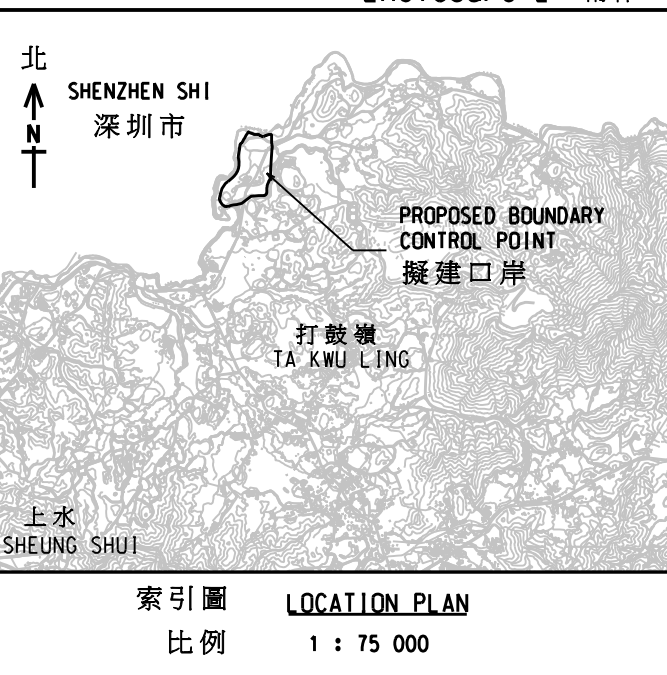 北
N
SHENZHEN SHI
深圳市
PROPOSED BOUNDARY
CONTROL POINT
擬建口岸
打鼓嶺
TA KWU LING
上水
SHEUNG SHUI
索引圖 LOCATION PLAN
比例 1 : 75 000